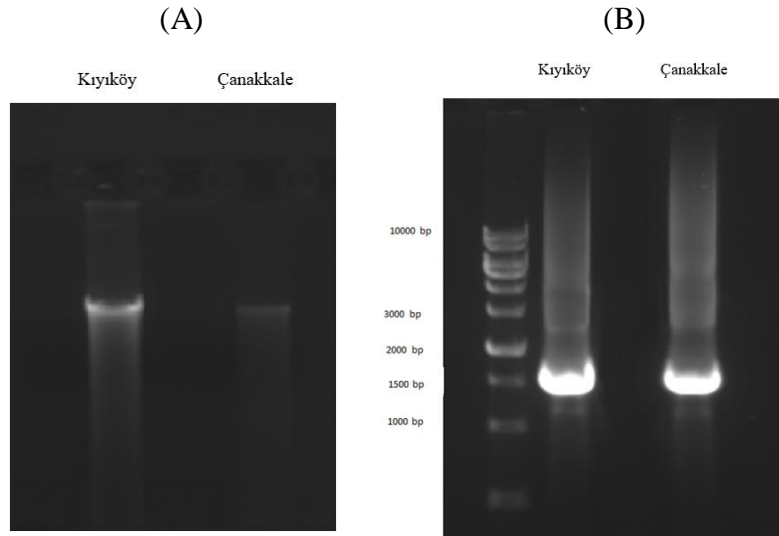 (A)
Kıyıköy Çanakkale
(B)
Kıyıköy Çanakkale
10000 bp
3000 bp
2000 bp
1500 bp
1000 bp